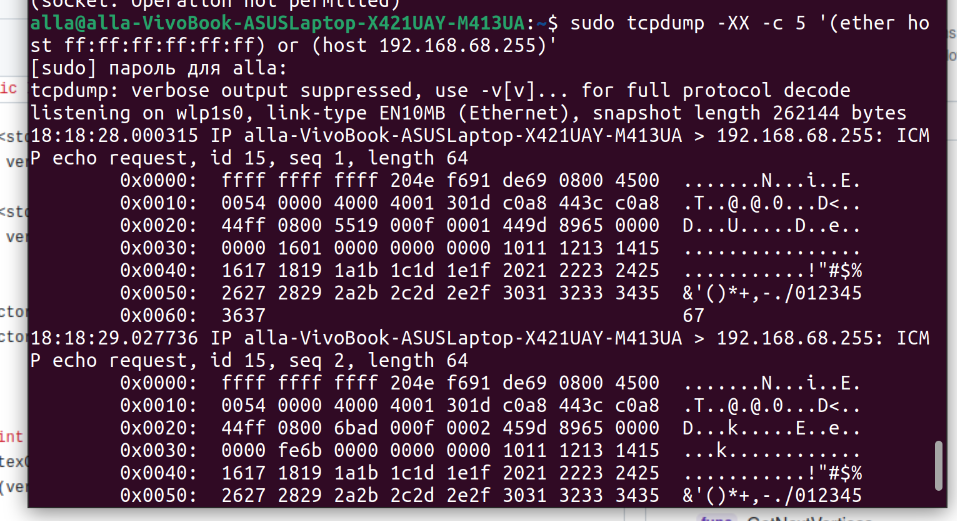 (socket: Operation not permitted)
alla@alla-VivoBook-ASUSLaptop-X421UAY-M413UA:~$ sudo tcpdump -XX -c 5 '(ether ho
st ff:ff:ff:ff:ff:ff) or (host 192.168.68.255)'
[sudo] пароль для alla:
tcpdump: verbose output suppressed, use -v[v]... for full protocol decode
listening on wlp1s0, link-type EN10MB (Ethernet), snapshot length 262144 bytes
18:18:28.000315 IP alla-VivoBook-ASUSLaptop-X421UAY-M413UA > 192.168.68.255: ICM
P echo request, id 15, seq 1, length 64
0x0000:  ffff ffff ffff 204e f691 de69 0800 4500  .......N...i..E.
0x0010:  0054 0000 4000 4001 301d c0a8 443c c0a8  .T..@.@.0...D<..
0x0020:  44ff 0800 5519 000f 0001 449d 8965 0000  D...U.....D..e..
0x0030:  0000 1601 0000 0000 0000 1011 1213 1415  ................
0x0040:  1617 1819 1a1b 1c1d 1e1f 2021 2223 2425  ...........!"#$%
0x0050:  2627 2829 2a2b 2c2d 2e2f 3031 3233 3435  &'()*+,-./012345
0x0060:  3637  67
18:18:29.027736 IP alla-VivoBook-ASUSLaptop-X421UAY-M413UA > 192.168.68.255: ICM
P echo request, id 15, seq 2, length 64
0x0000:  ffff ffff ffff 204e f691 de69 0800 4500  .......N...i..E.
0x0010:  0054 0000 4000 4001 301d c0a8 443c c0a8  .T..@.@.0...D<..
0x0020:  44ff 0800 6bad 000f 0002 459d 8965 0000  D...k.....E..e..
0x0030:  0000 fe6b 0000 0000 0000 1011 1213 1415  ...k............
0x0040:  1617 1819 1a1b 1c1d 1e1f 2021 2223 2425  ...........!"#$%
0x0050:  2627 2829 2a2b 2c2d 2e2f 3031 3233 3435  &'()*+,-./012345